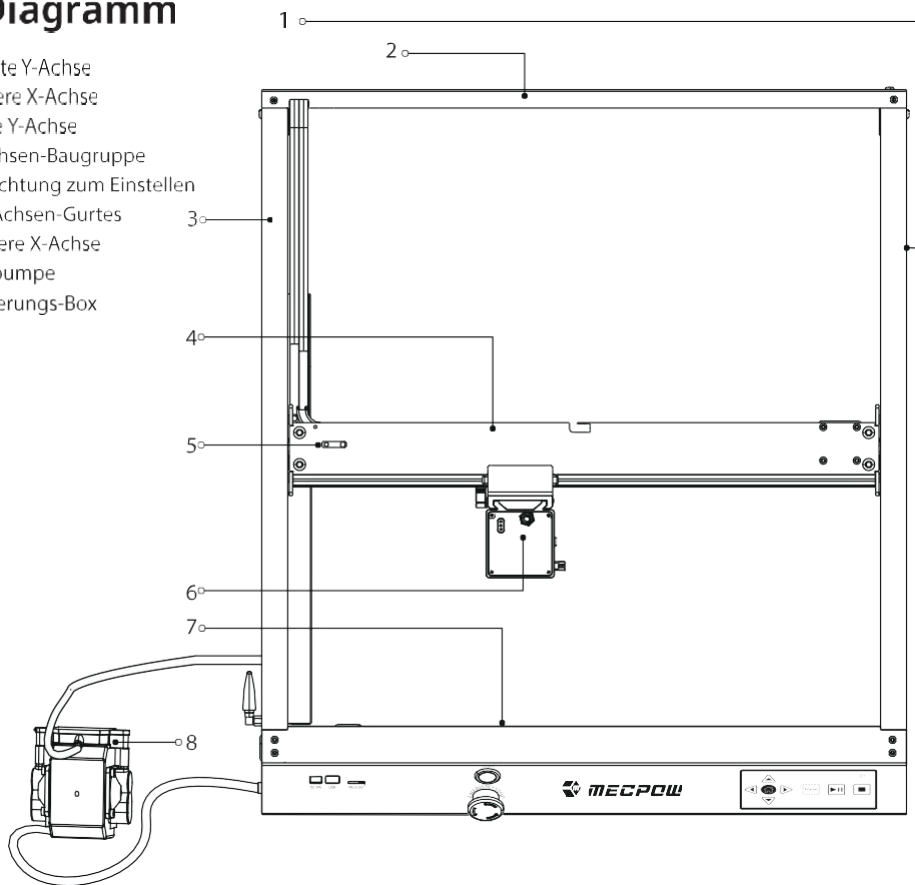 Diagramm
1
2
te Y-Achse
ere X-Achse
e Y-Achse
hsen-Baugruppe
chtung zum Einstellen
Achsen-Gurtes
ere X-Achse
pumpe
erungs-Box
3
4
5
6
7
8
MECPOW